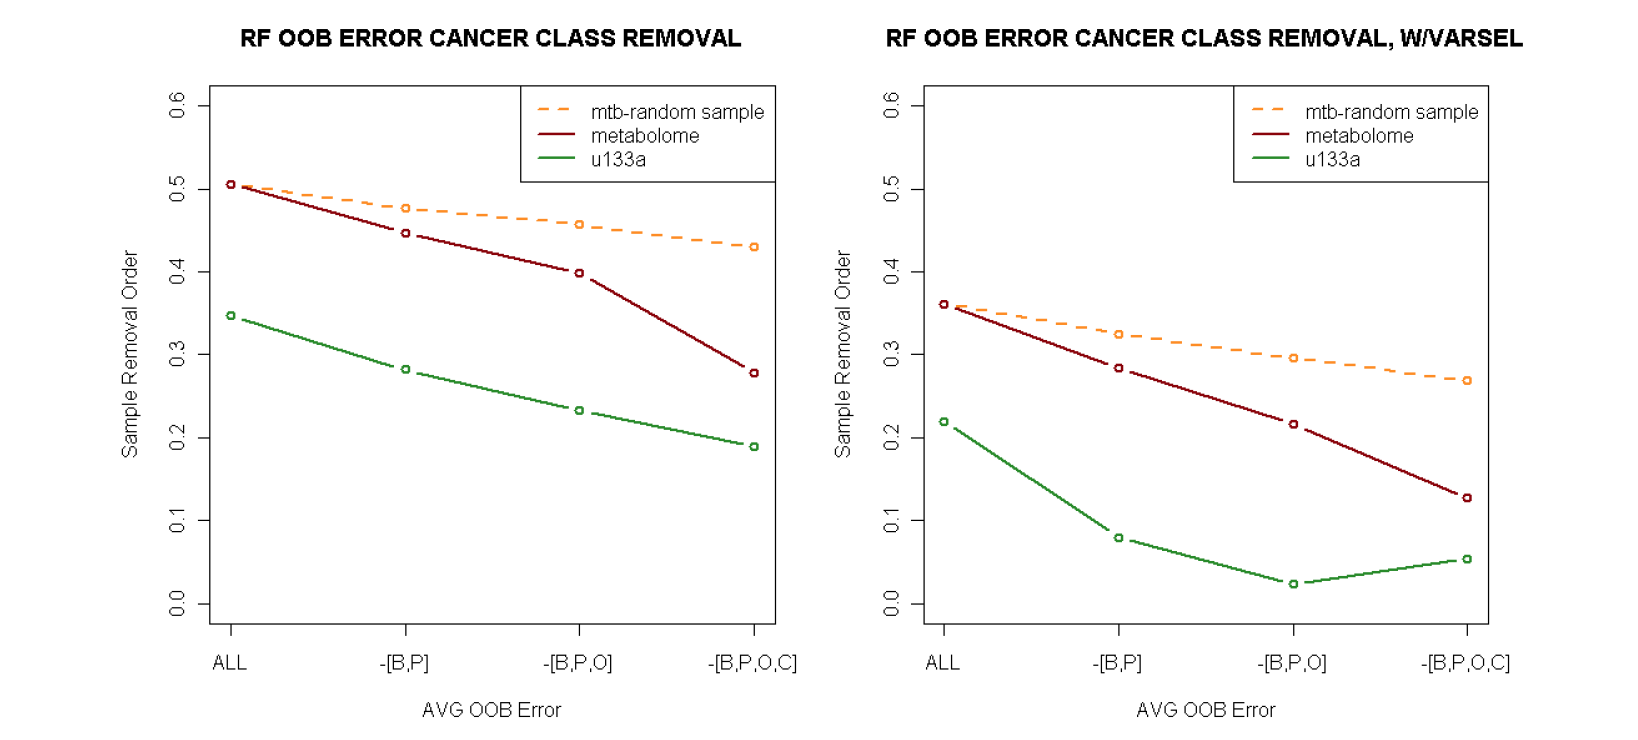 RF OOB ERROR CANCER CLASS REMOVAL
mtb-random sample
metabolome
u133a
0.6
0.5
0.4
0.3
0.2
0.1
0.0
Sample Removal Order
ALL
-[B,P]
-[B,P,O]
-[B,P,O,C]
AVG OOB Error
RF OOB ERROR CANCER CLASS REMOVAL, W/VARSEL
mtb-random sample
metabolome
u133a
0.6
0.5
0.4
0.3
0.2
0.1
0.0
Sample Removal Order
ALL
-[B,P]
-[B,P,O]
-[B,P,O,C]
AVG OOB Error